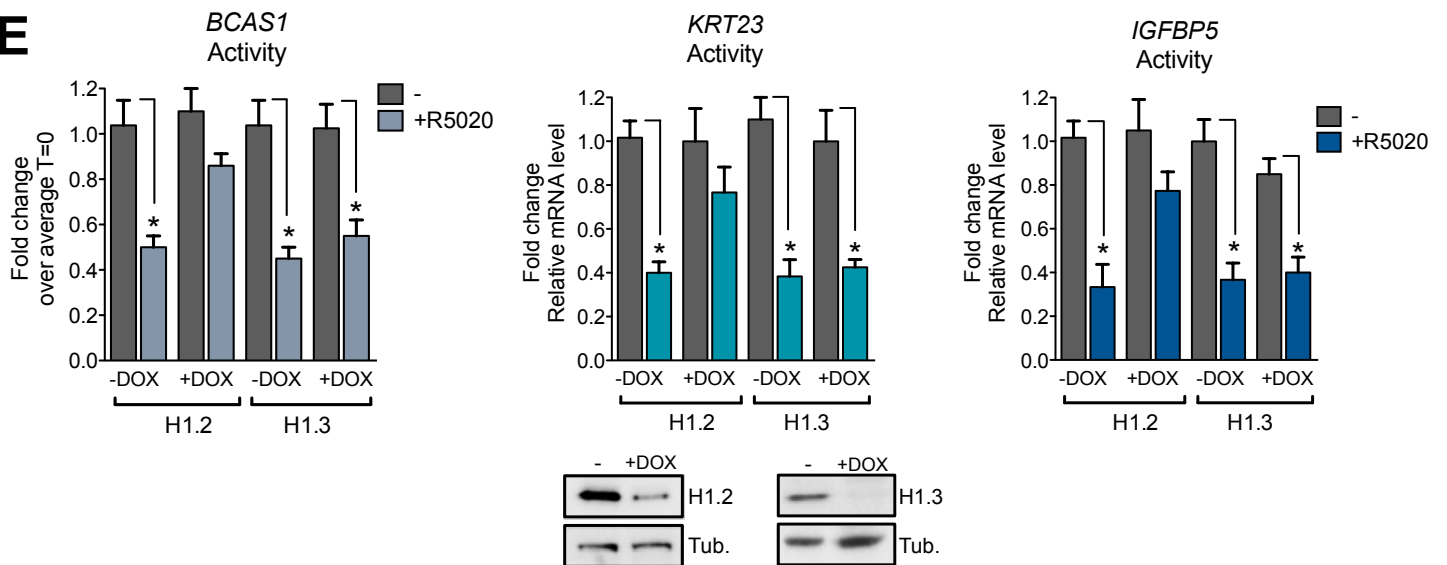 E
BCAS1
Activity
Fold change
over average T=0
1.2
1.0
0.8
0.6
0.4
0.2
0.0
*
*
*
-
+R5020
-DOX +DOX -DOX +DOX
H1.2 H1.3
KRT23
Activity
Fold change
Relative mRNA level
1.2
1.0
0.8
0.6
0.4
0.2
0.0
*
*
*
-DOX +DOX -DOX +DOX
H1.2 H1.3
IGFBP5
Activity
Fold change
Relative mRNA level
1.2
1.0
0.8
0.6
0.4
0.2
0.0
*
*
*
-
+R5020
-DOX +DOX -DOX +DOX
H1.2 H1.3
- +DOX
H1.2
Tub.
- +DOX
H1.3
Tub.